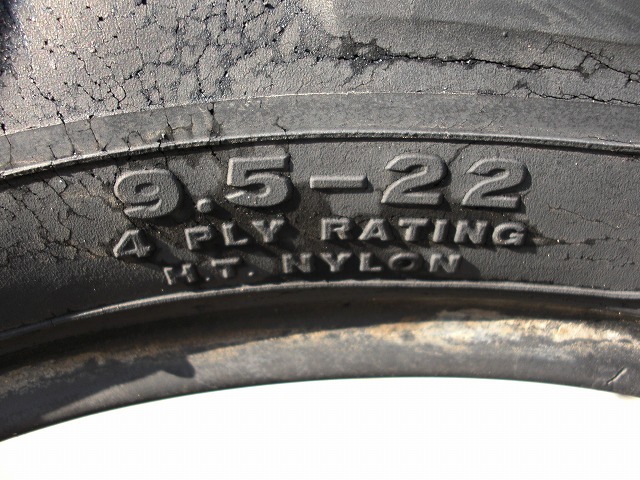 9.5-22
4 PLY RATING
H.T. NYLON